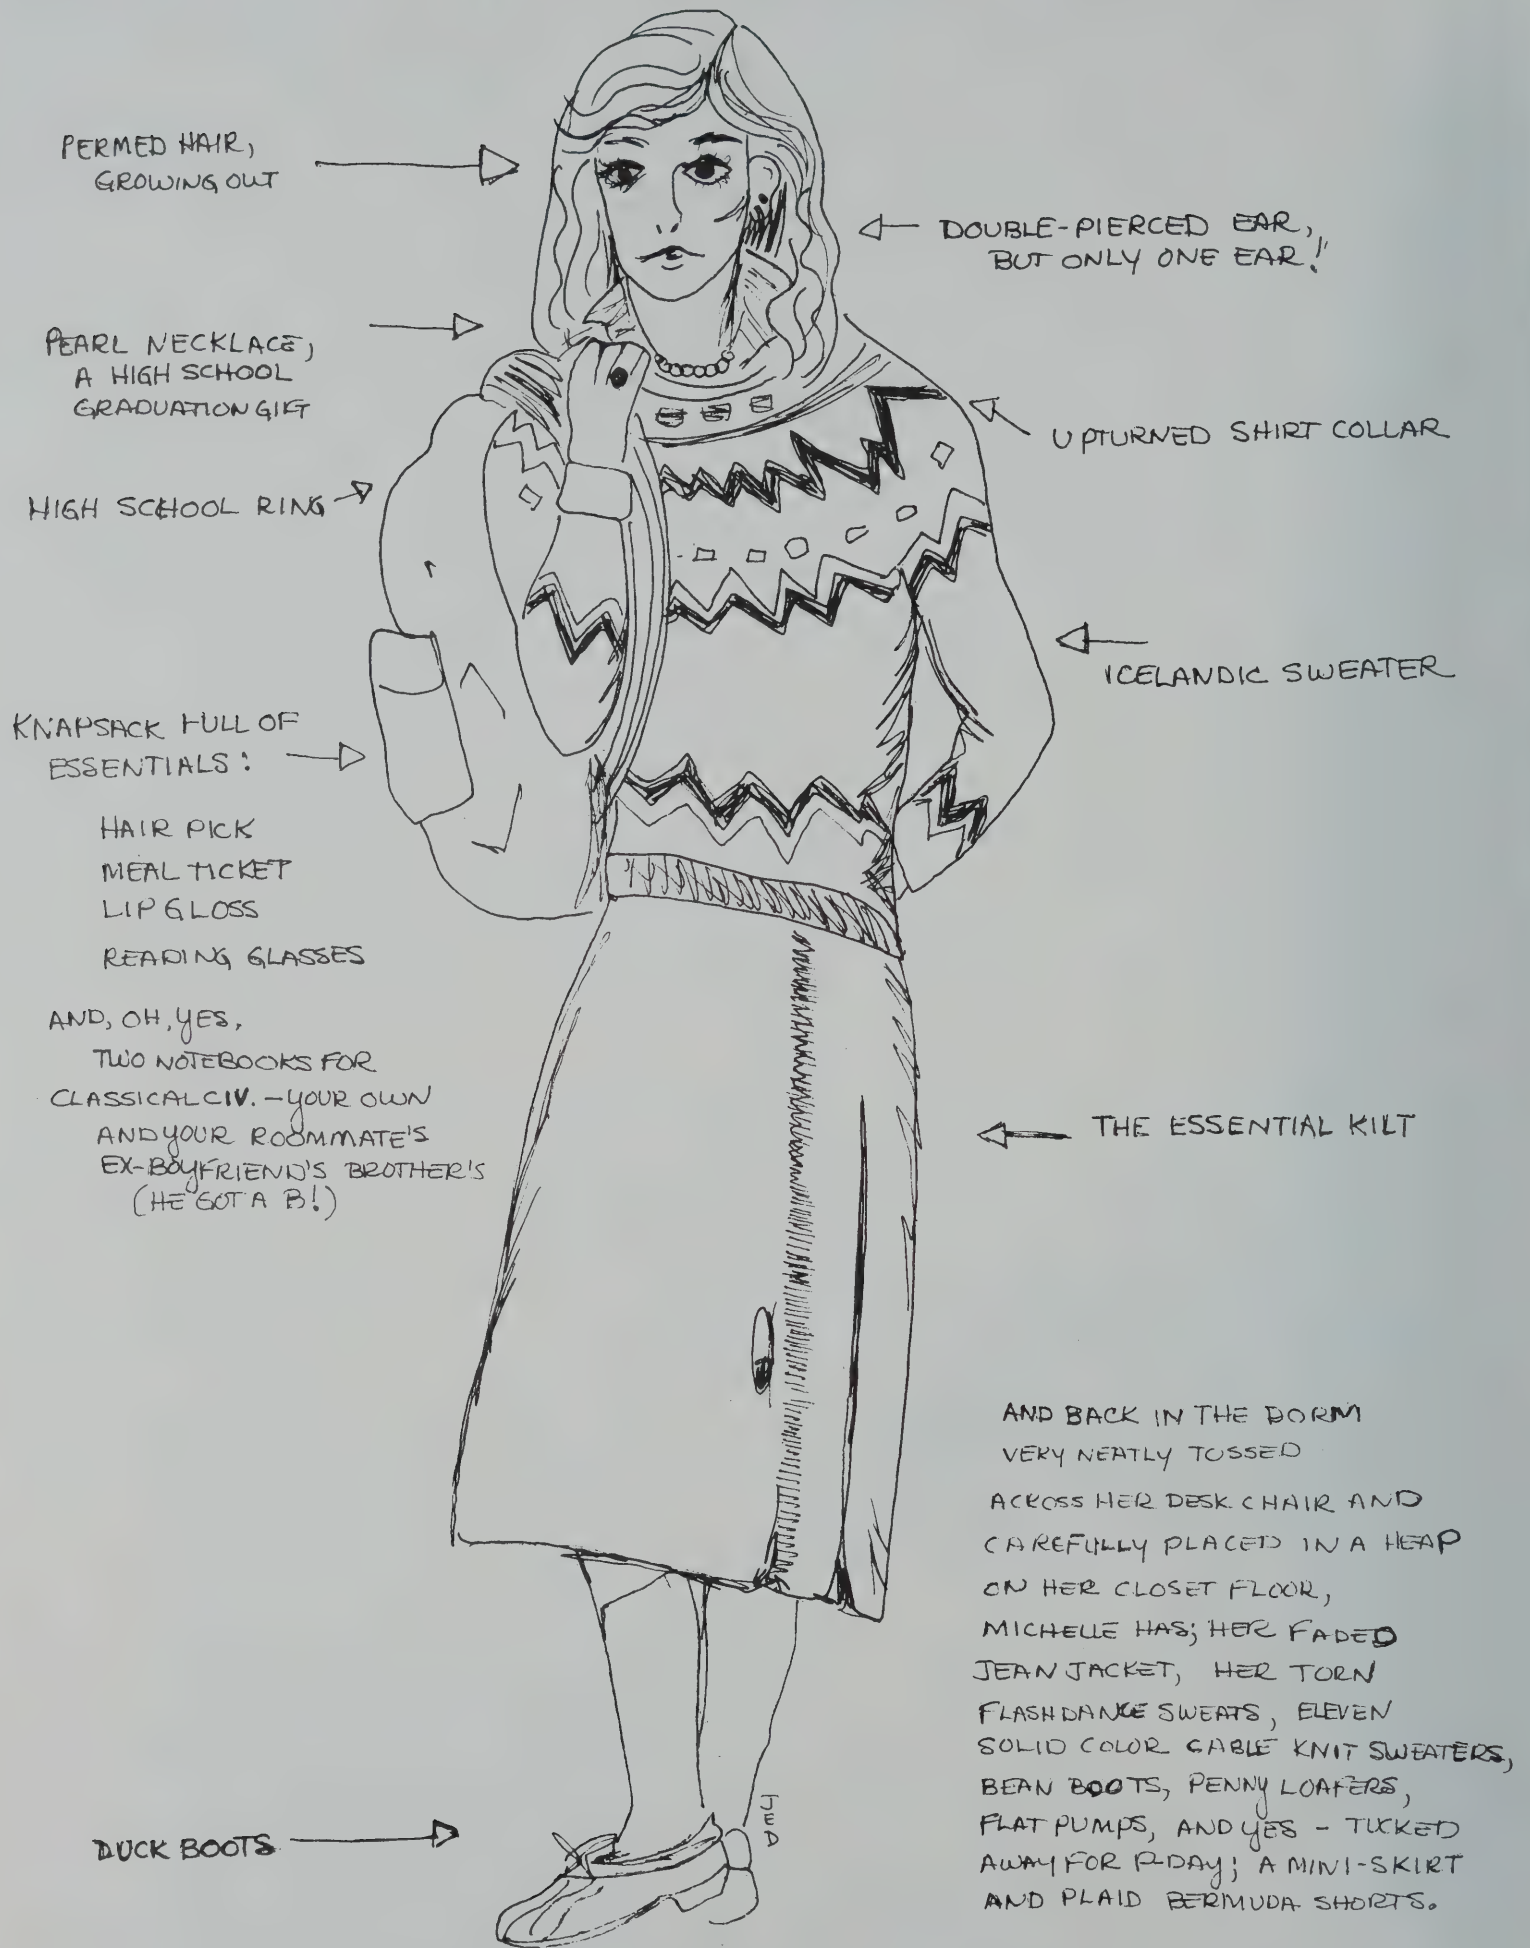 PERMED HAIR,
GROWING OUT
DOUBLE-PIERCED EAR,
BUT ONLY ONE EAR!
PEARL NECKLACE,
A HIGH SCHOOL
GRADUATION GIFT
UPTURNED SHIRT COLLAR
HIGH SCHOOL RING
ICELANDIC SWEATER
KNAPSACK FULL OF
ESSENTIALS:
HAIR PICK
MEAL TICKET
LIP GLOSS
READING GLASSES
AND, OH, YES,
TWO NOTEBOOKS FOR
CLASSICAL CIV. - YOUR OWN
AND YOUR ROOMMATE'S
EX-BOYFRIEND'S BROTHER'S
(HE GOT A B!)
THE ESSENTIAL KILT
AND BACK IN THE DORM
VERY NEATLY TOSSED
ACROSS HER DESK CHAIR AND
CAREFULLY PLACED IN A HEAP
ON HER CLOSET FLOOR,
MICHELLE HAS; HER FADED
JEAN JACKET, HER TORN
FLASHDANCE SWEATS, ELEVEN
SOLID COLOR CABLE KNIT SWEATERS,
BEAN BOOTS, PENNY LOAFERS,
FLAT PUMPS, AND YES - TUCKED
AWAY FOR P-DAY; A MINI-SKIRT
AND PLAID BERMUDA SHORTS.
DUCK BOOTS